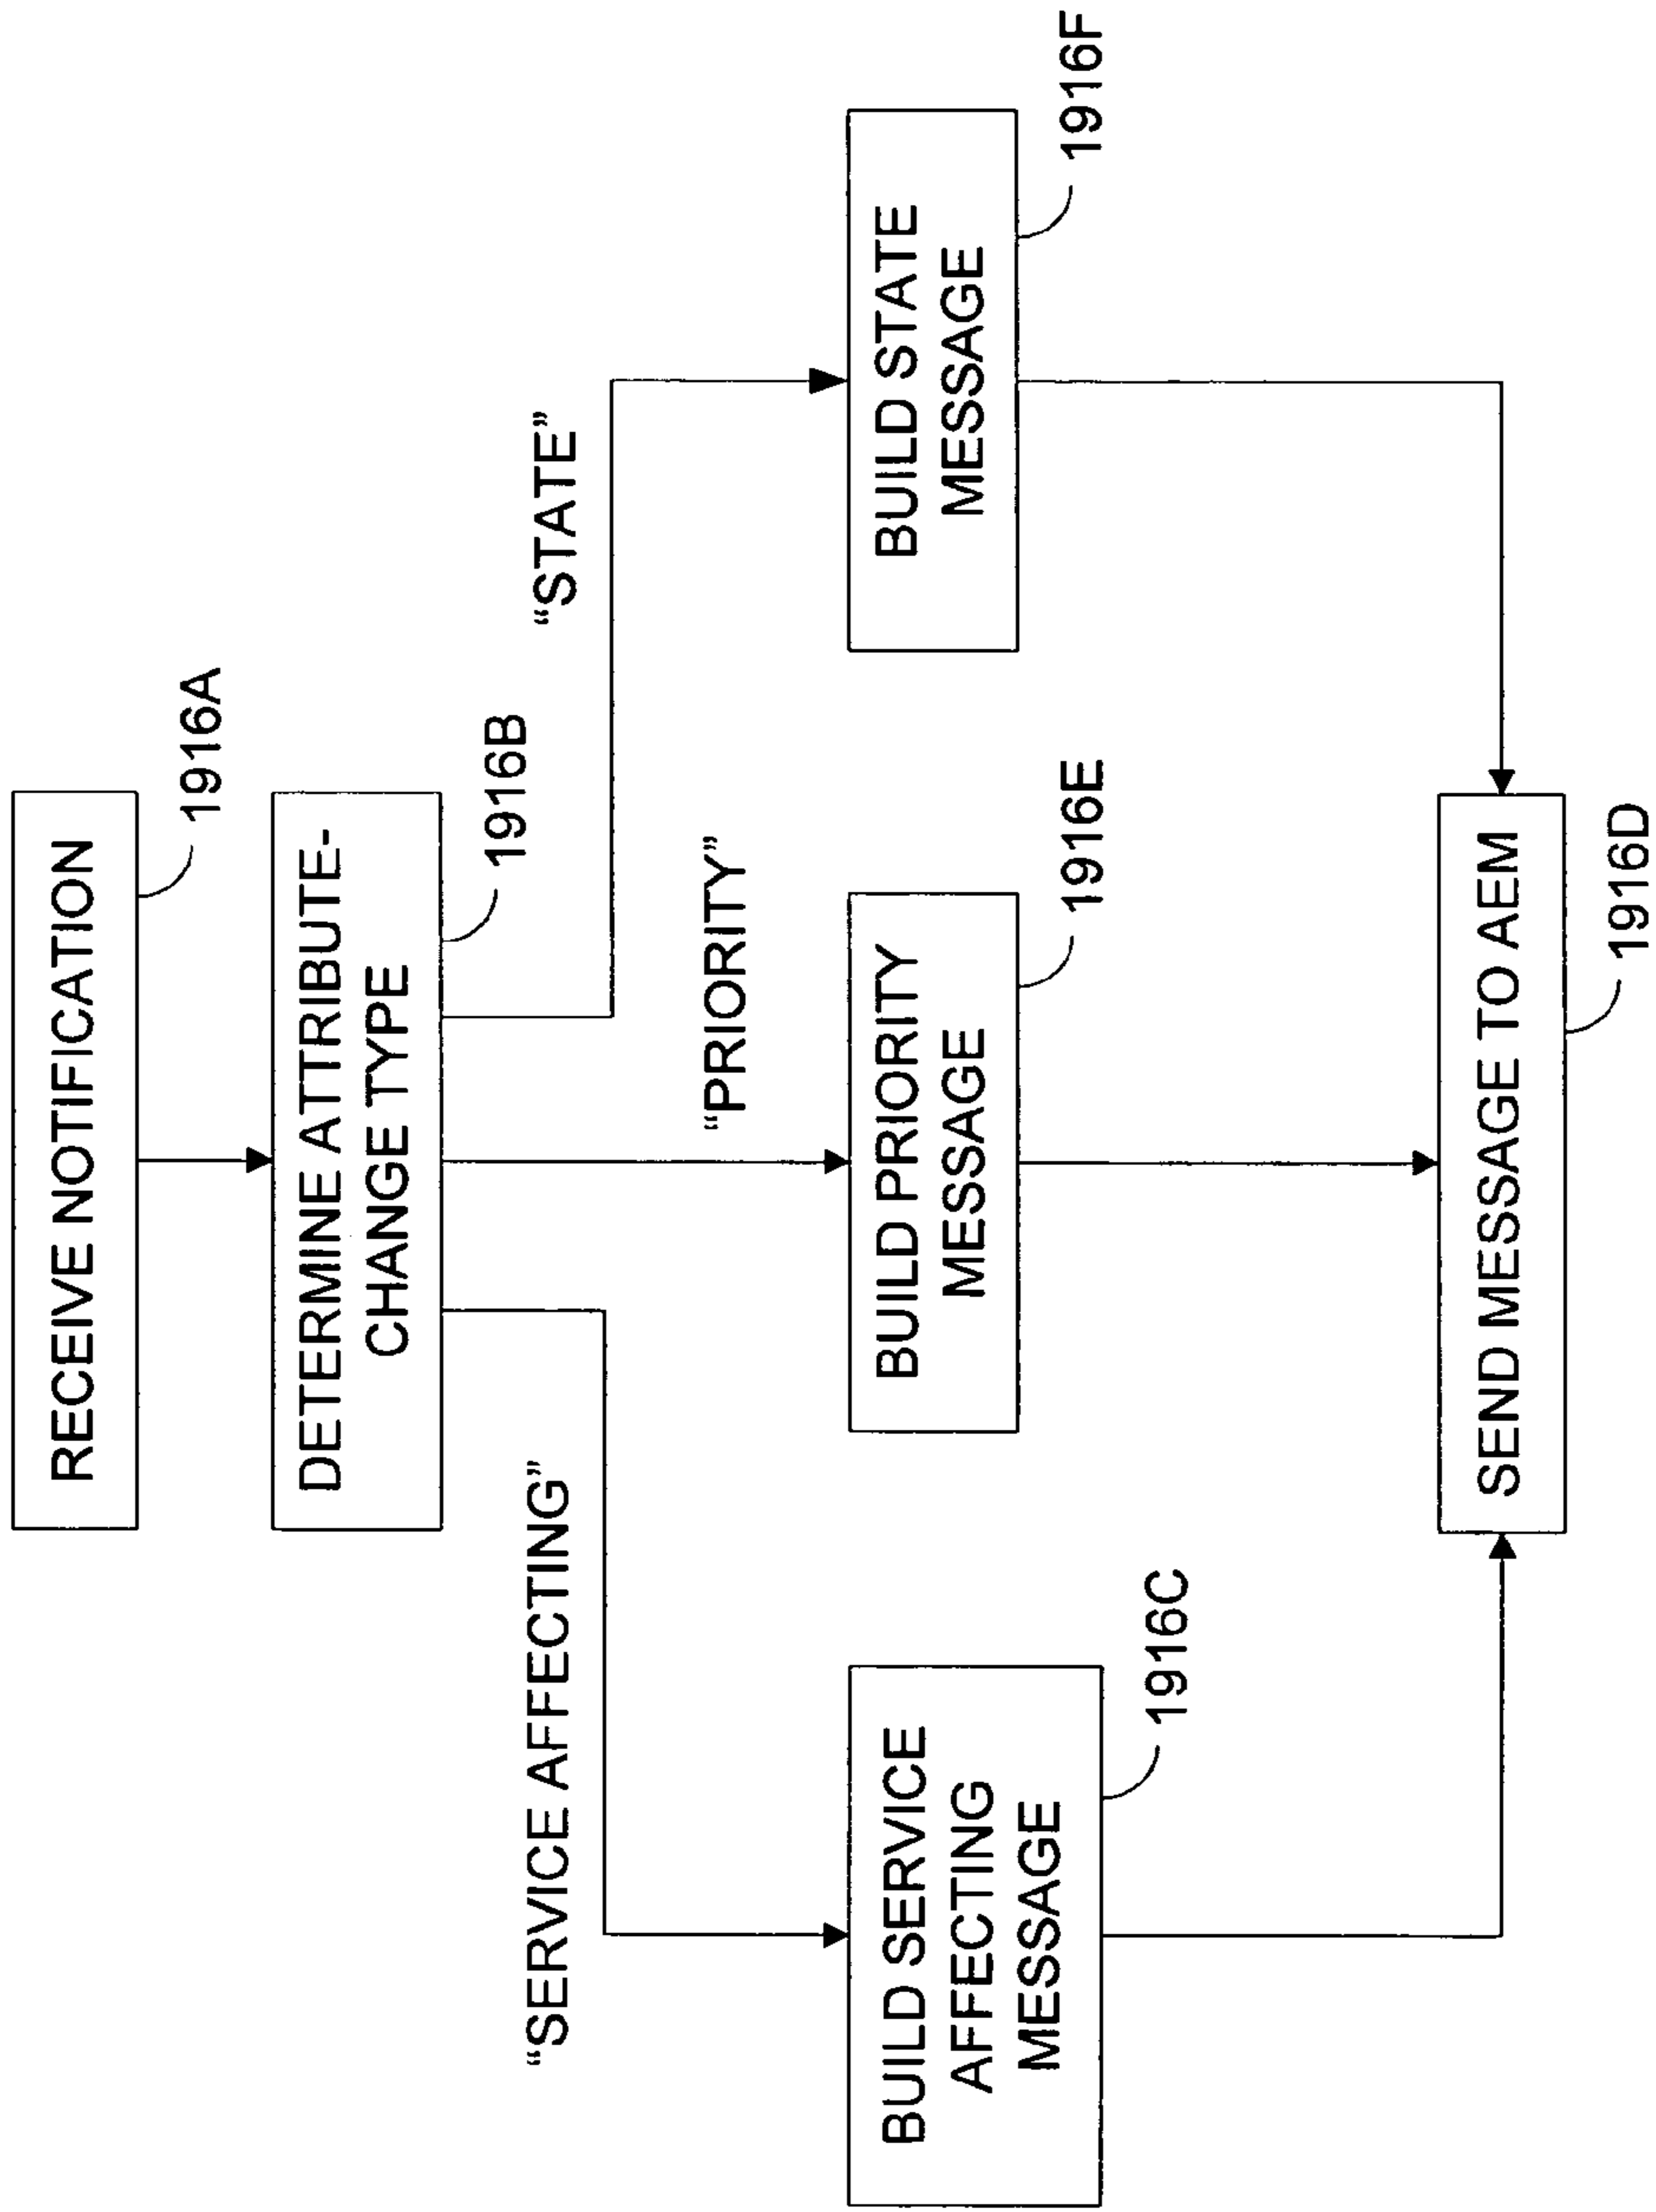 RECEIVE NOTIFICATION
1916A
DETERMINE ATTRIBUTE-
CHANGE TYPE
1916B
“SERVICE AFFECTING”
“PRIORITY”
“STATE”
BUILD SERVICE
AFFECTING
MESSAGE
1916C
BUILD PRIORITY
MESSAGE
1916E
BUILD STATE
MESSAGE
1916F
SEND MESSAGE TO AEM
1916D